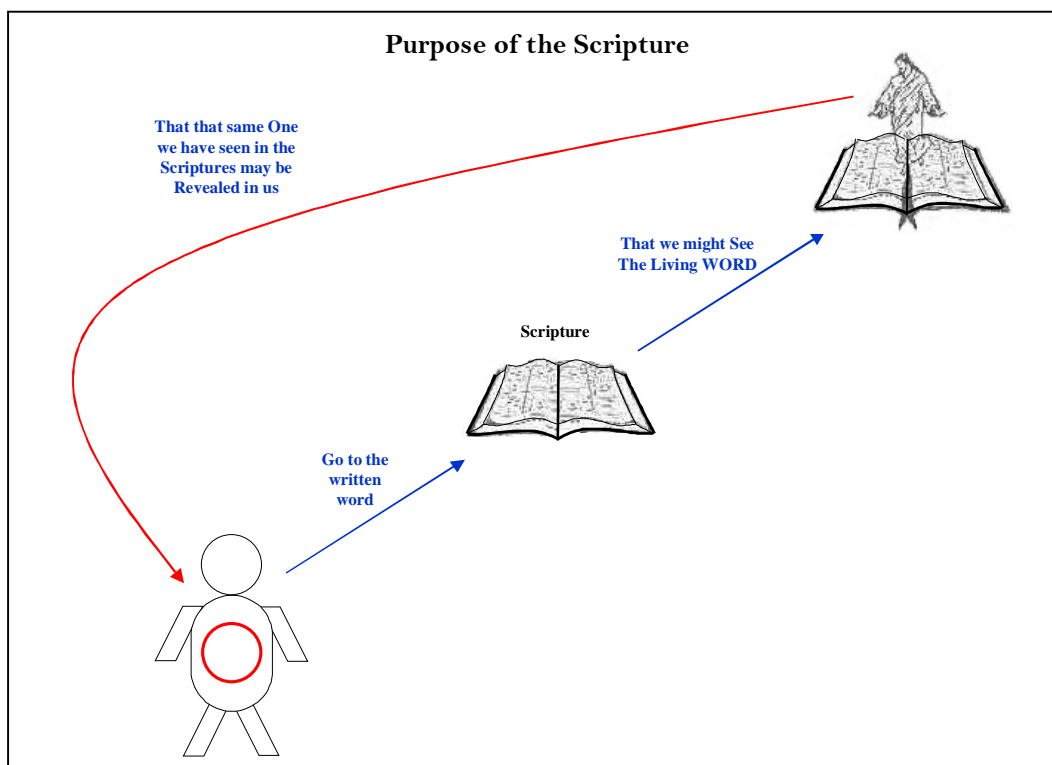 Purpose of the Scripture
That that same One
we have seen in the
Scriptures may be
Revealed in us
That we might See
The Living WORD
Scripture
Go to the
written
word